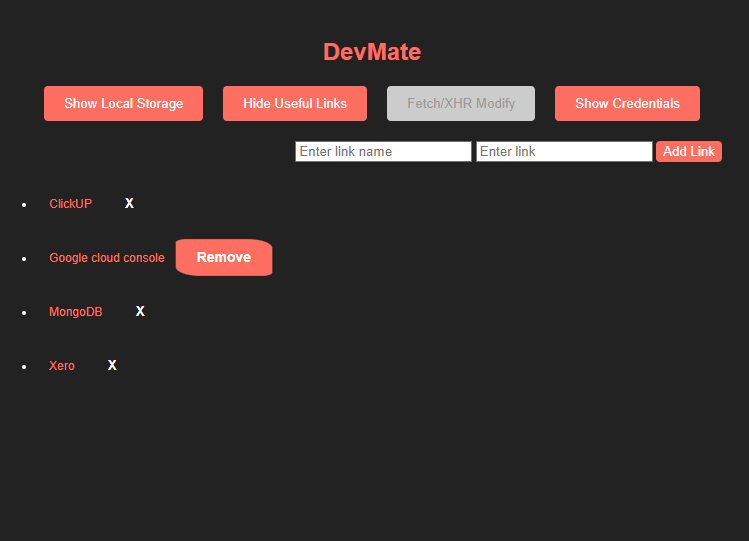 DevMate
Show Local Storage Hide Useful Links Fetch/XHR Modify Show Credentials
Enter link name Enter link Add Link
ClickUP X
Google cloud console Remove
MongoDB X
Xero X